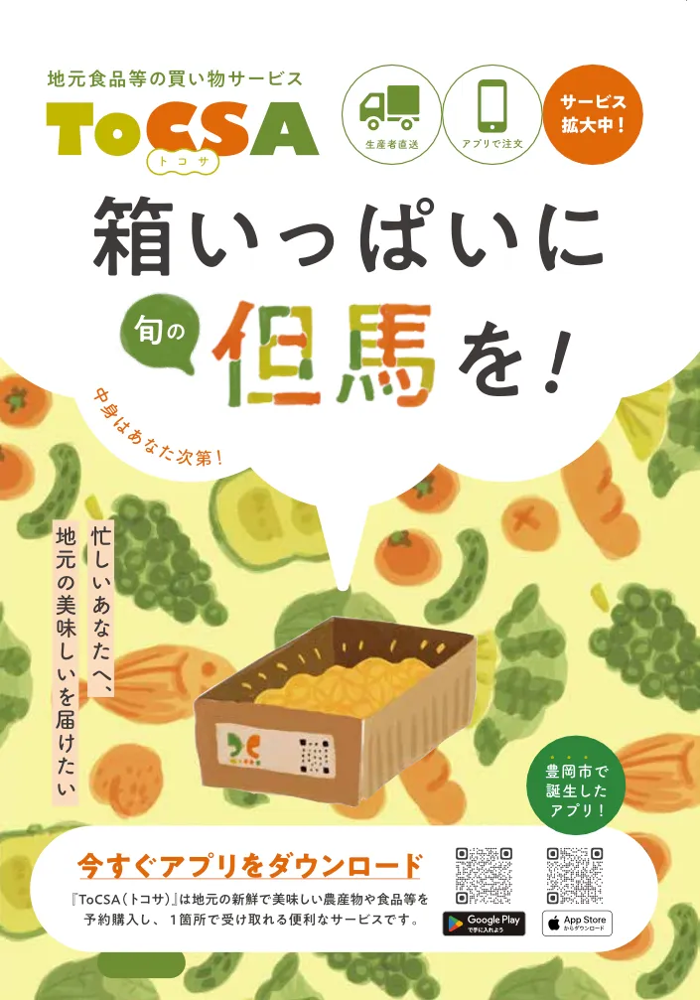 地元食品等の買い物サービス
ToCSA
トコサ
生産者直送
アプリで注文
サービス
拡大中！
箱いっぱいに
旬の
但馬を！
中身はあなた次第！
忙しいあなたへ、
地元の美味しいを届けたい
豊岡市で
誕生した
アプリ！
今すぐアプリをダウンロード
『ToCSA（トコサ）』は地元の新鮮で美味しい農産物や食品等を
予約購入し、1箇所で受け取れる便利なサービスです。
Google Play
で手に入れよう
App Store
からダウンロード